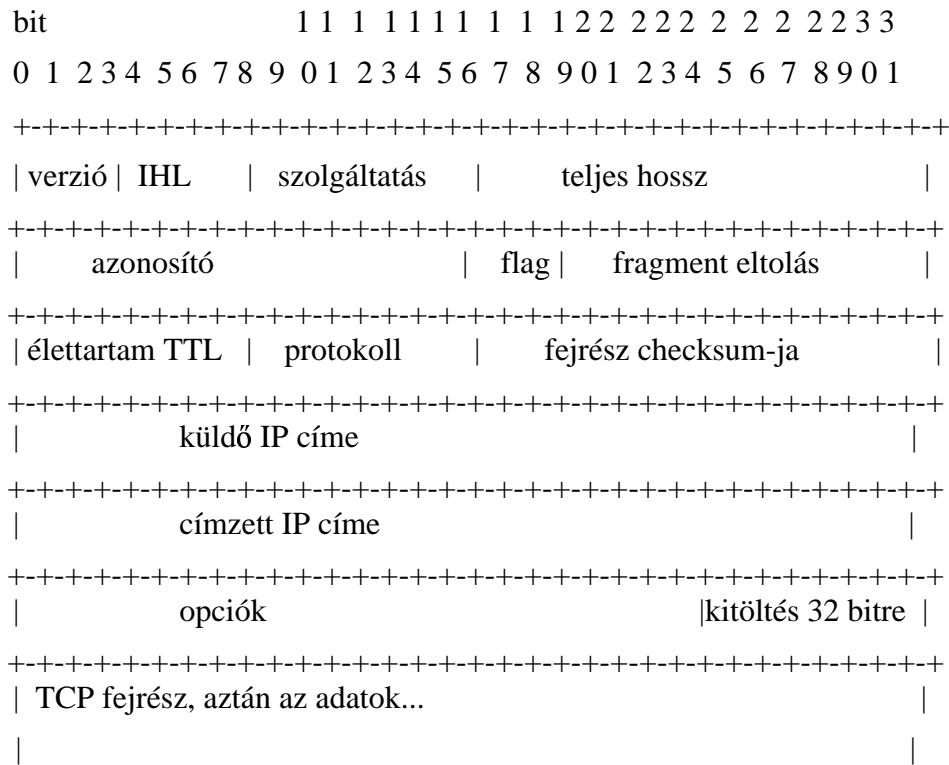 bit 1 1 1 1 1 1 1 1 1 1 2 2 2 2 2 2 2 2 2 2 3 3
0 1 2 3 4 5 6 7 8 9 0 1 2 3 4 5 6 7 8 9 0 1 2 3 4 5 6 7 8 9 0 1
+-+-+-+-+-+-+-+-+-+-+-+-+-+-+-+-+-+-+-+-+-+-+-+-+-+-+-+-+-+-+-+-+
| verzió | IHL | szolgáltatás | teljes hossz |
+-+-+-+-+-+-+-+-+-+-+-+-+-+-+-+-+-+-+-+-+-+-+-+-+-+-+-+-+-+-+-+-+
| azonosító | flag | fragment eltolás |
+-+-+-+-+-+-+-+-+-+-+-+-+-+-+-+-+-+-+-+-+-+-+-+-+-+-+-+-+-+-+-+-+
| élettartam TTL | protokoll | fejrész checksum-ja |
+-+-+-+-+-+-+-+-+-+-+-+-+-+-+-+-+-+-+-+-+-+-+-+-+-+-+-+-+-+-+-+-+
| küldő IP címe |
+-+-+-+-+-+-+-+-+-+-+-+-+-+-+-+-+-+-+-+-+-+-+-+-+-+-+-+-+-+-+-+-+
| címzett IP címe |
+-+-+-+-+-+-+-+-+-+-+-+-+-+-+-+-+-+-+-+-+-+-+-+-+-+-+-+-+-+-+-+-+
| opciók |kitöltés 32 bitre |
+-+-+-+-+-+-+-+-+-+-+-+-+-+-+-+-+-+-+-+-+-+-+-+-+-+-+-+-+-+-+-+-+
| TCP fejrész, aztán az adatok... |
| |